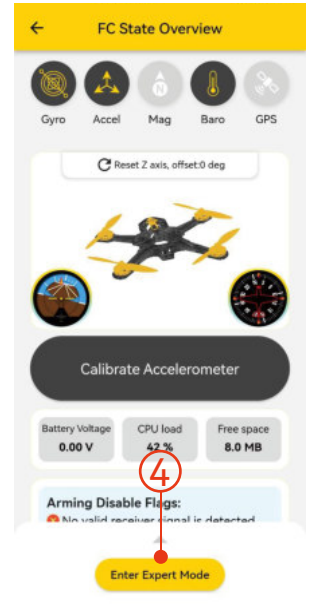 FC State Overview
Gyro Accel Mag Baro GPS
Reset Z axis, offset:0 deg
Calibrate Accelerometer
Battery Voltage CPU load Free space
0.00 V 42 % 8.0 MB
4
Arming Disable Flags:
No valid receiver signal is detected
Enter Expert Mode